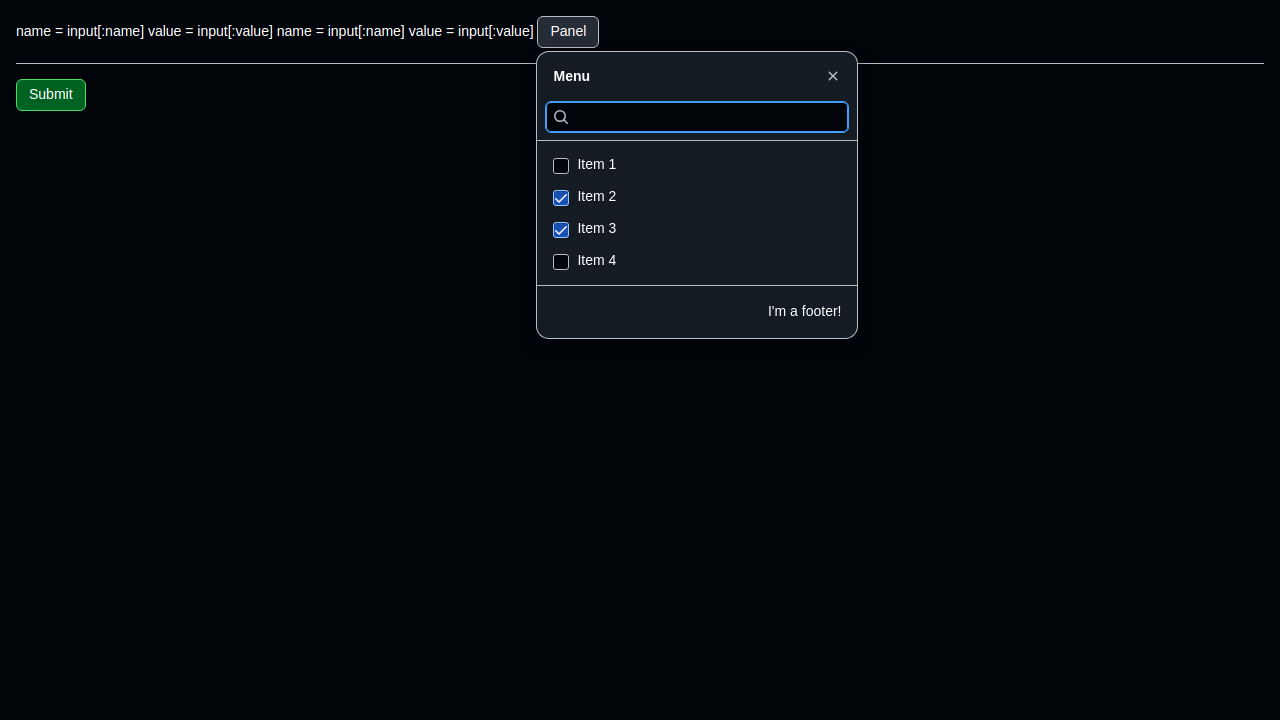 name = input[:name] value = input[:value] name = input[:name] value = input[:value] Panel
Menu
Submit
Item 1
Item 2
Item 3
Item 4
I'm a footer!